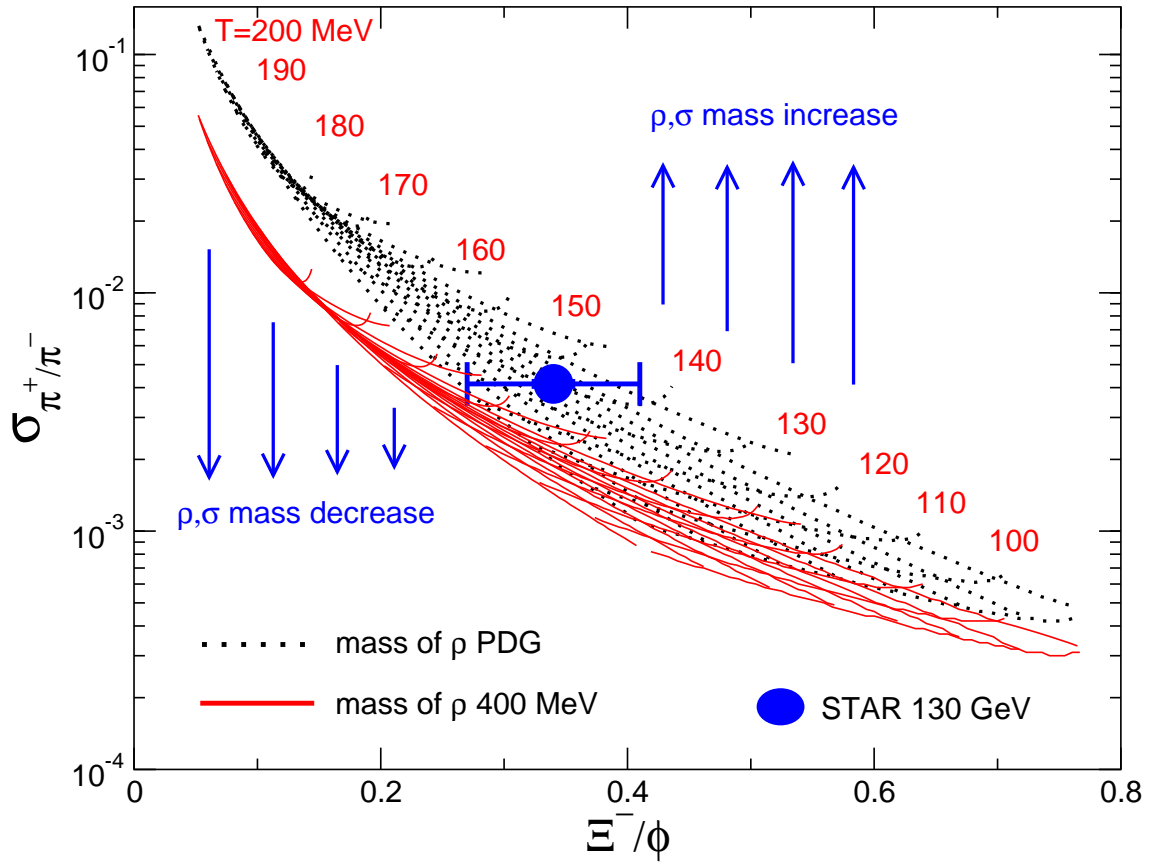 T=200 MeV
10⁻¹
190
180
ρ,σ mass increase
170
160
10⁻²
150
140
σ_π⁺/π⁻
130
120
ρ,σ mass decrease
110
10⁻³
100
mass of ρ PDG
mass of ρ 400 MeV
STAR 130 GeV
10⁻⁴
0
0.2
0.4
0.6
0.8
Ξ⁻/ϕ